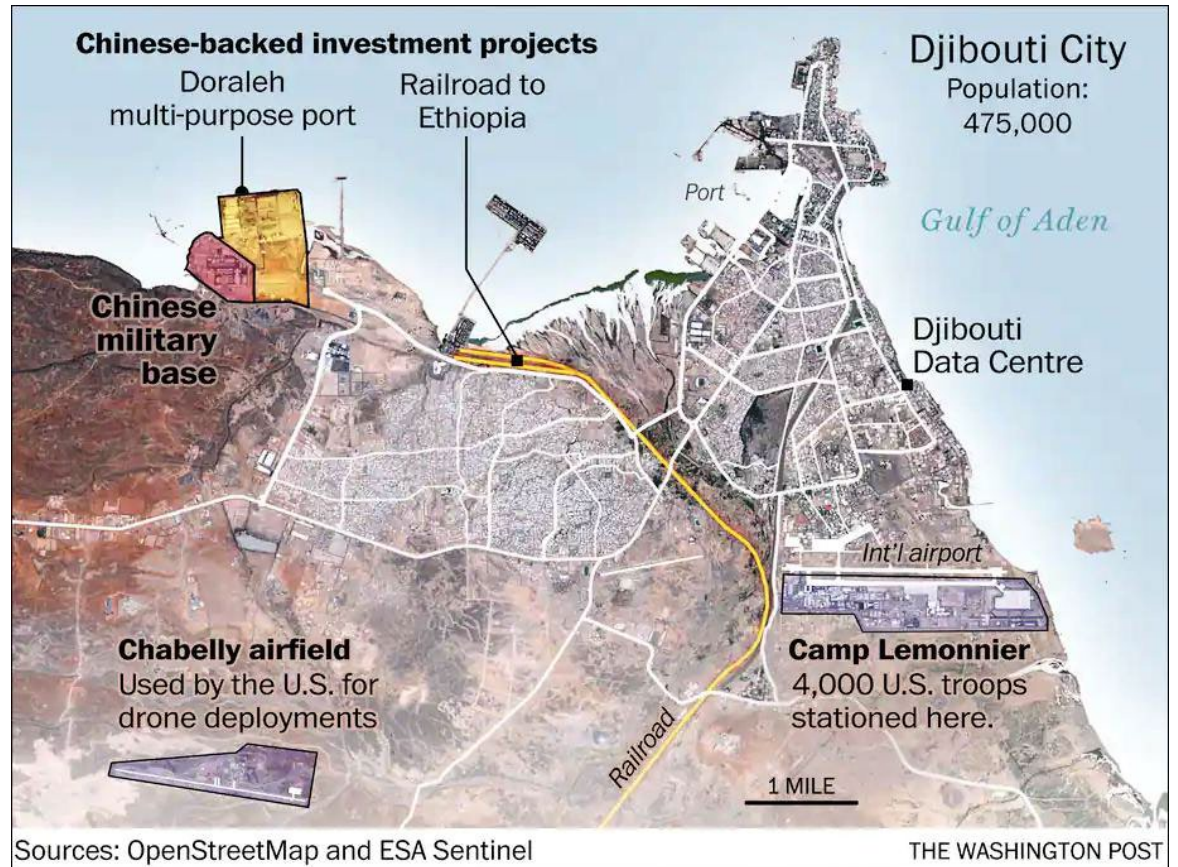 Chinese-backed investment projects
Doraleh
multi-purpose port
Railroad to
Ethiopia
Djibouti City
Population:
475,000
Port
Gulf of Aden
Chinese
military
base
Djibouti
Data Centre
Int'l airport
Chabelly airfield
Used by the U.S. for
drone deployments
Camp Lemonnier
4,000 U.S. troops
stationed here.
Railroad
1 MILE
Sources: OpenStreetMap and ESA Sentinel
THE WASHINGTON POST